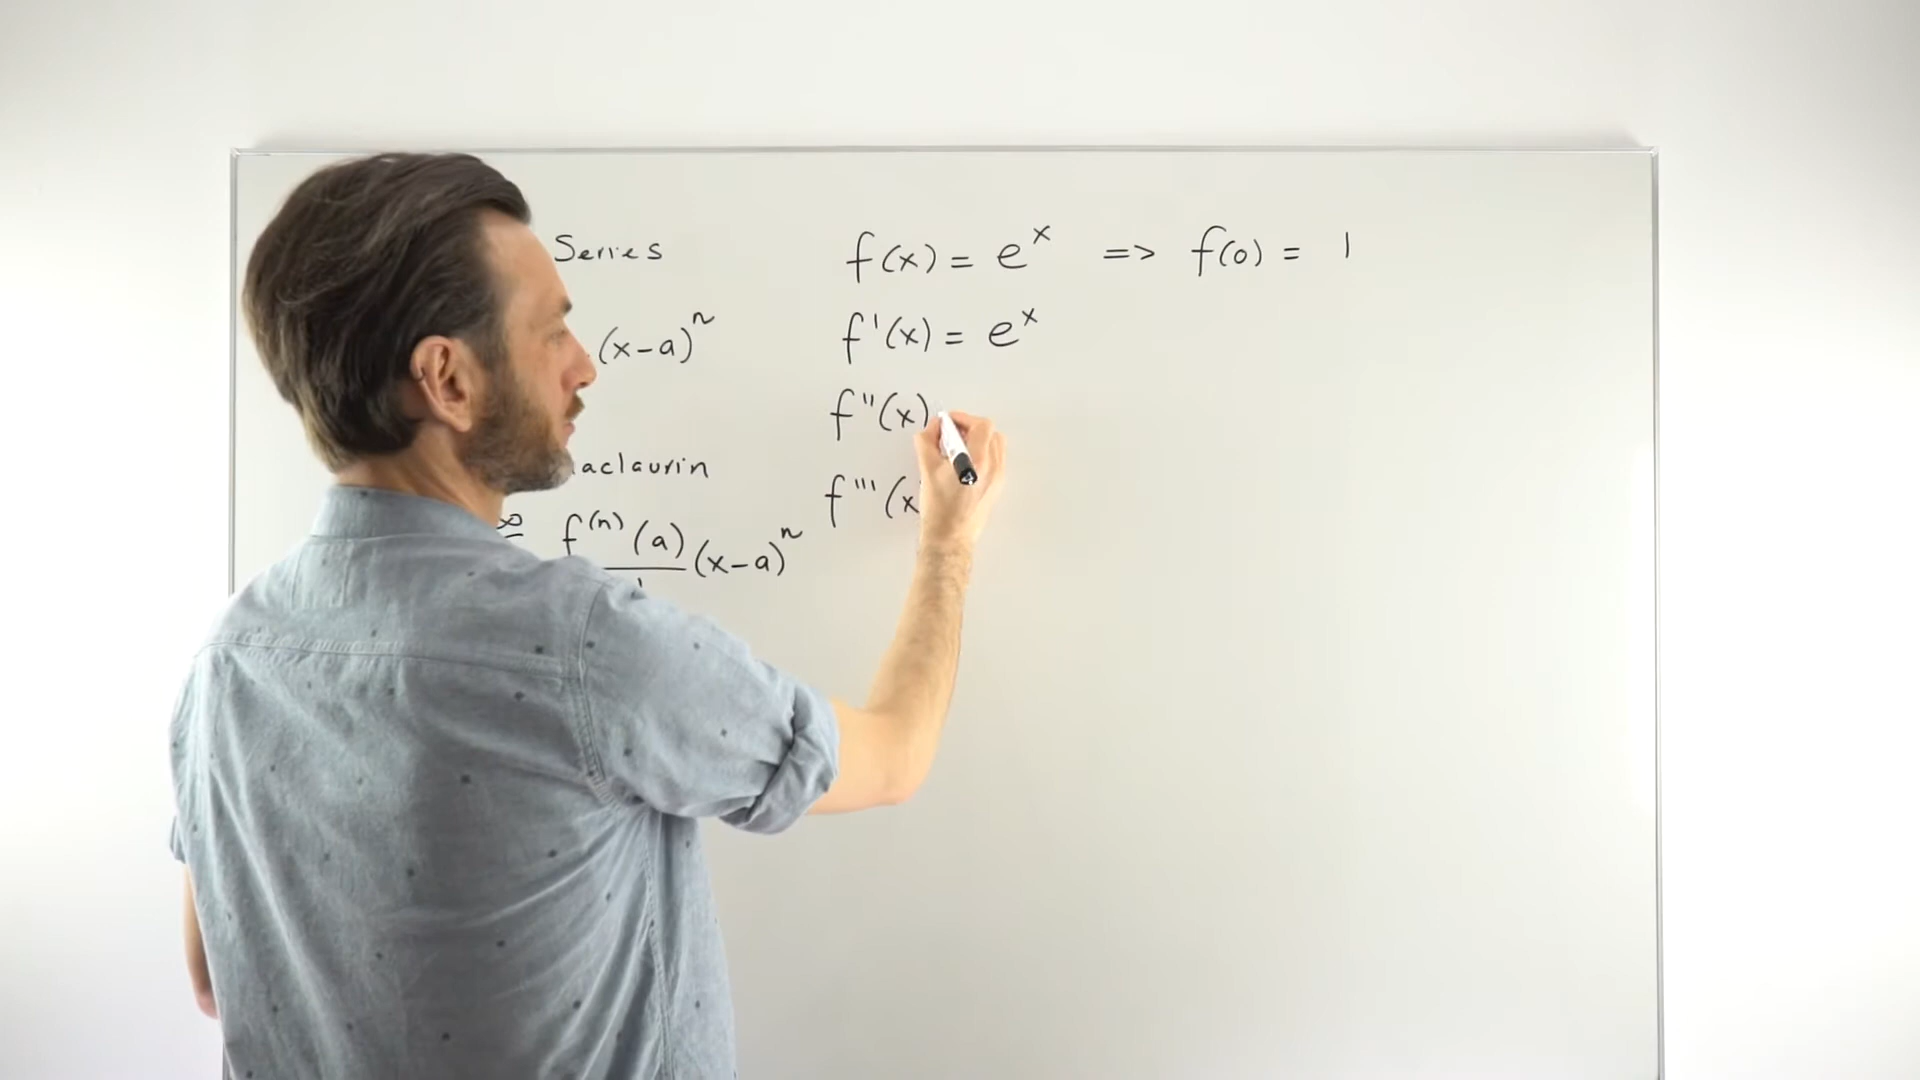 Series
(x-a)^n
aclaurin
∞
f^(n) (a) (x-a)^n
f(x) = e^x => f(0) = 1
f'(x) = e^x
f''(x)
f'''(x